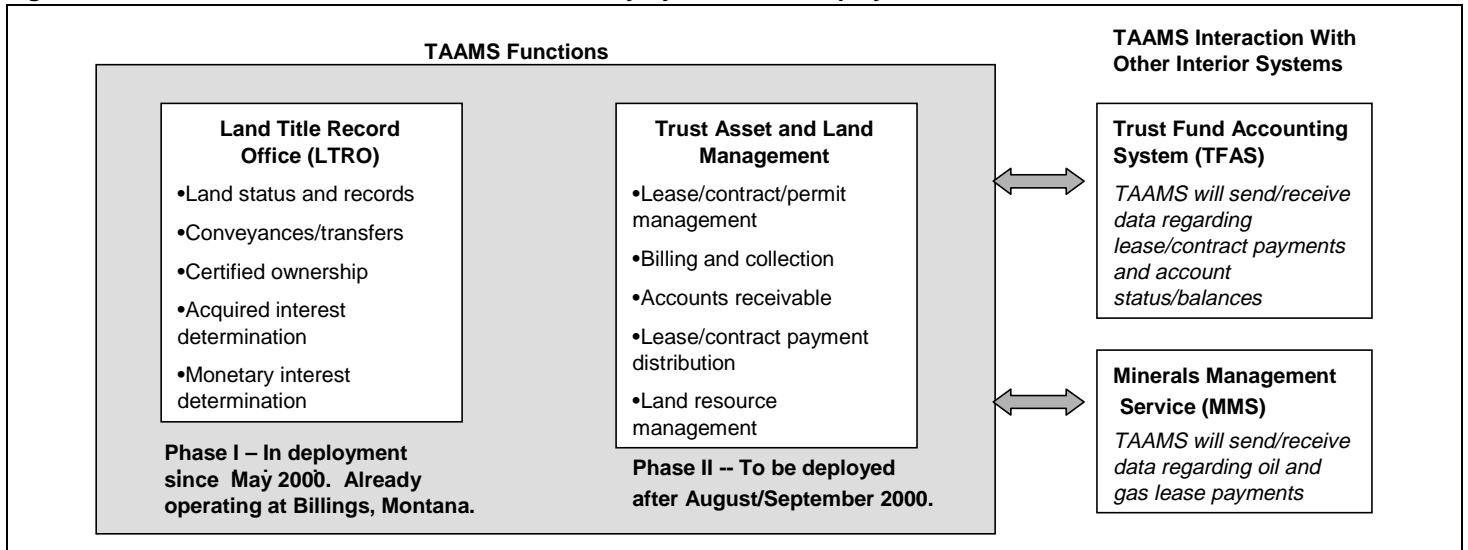 TAAMS Functions
Land Title Record
Office (LTRO)
•Land status and records
•Conveyances/transfers
•Certified ownership
•Acquired interest
determination
•Monetary interest
determination
Phase I – In deployment
since May 2000. Already
operating at Billings, Montana.
Trust Asset and Land
Management
•Lease/contract/permit
management
•Billing and collection
•Accounts receivable
•Lease/contract payment
distribution
•Land resource
management
Phase II -- To be deployed
after August/September 2000.
TAAMS Interaction With
Other Interior Systems
Trust Fund Accounting
System (TFAS)
TAAMS will send/receive
data regarding
lease/contract payments
and account
status/balances
Minerals Management
Service (MMS)
TAAMS will send/receive
data regarding oil and
gas lease payments